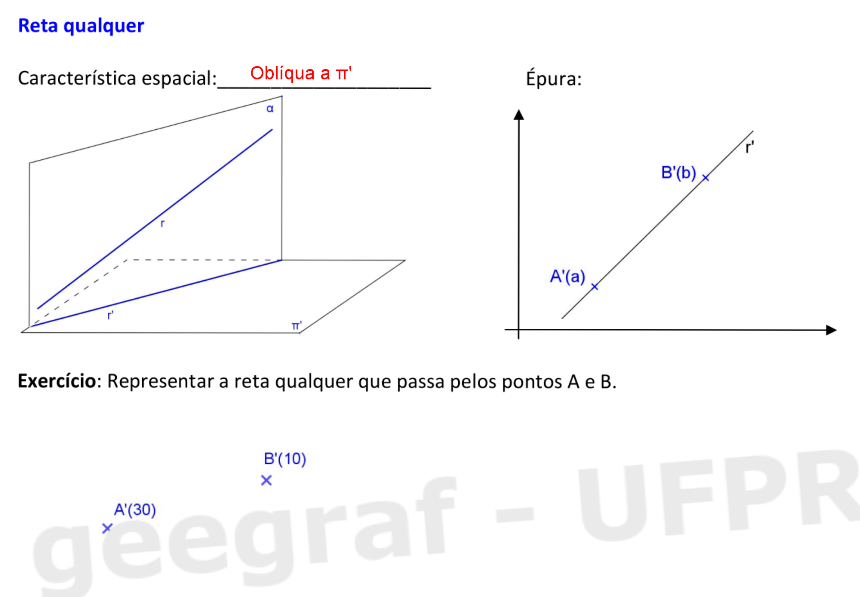 Reta qualquer
Característica espacial: Oblíqua a π'
Épura:
α
r
r'
π'
r'
B'(b)
A'(a)
Exercício: Representar a reta qualquer que passa pelos pontos A e B.
B'(10)
A'(30)
geegraf - UFPR